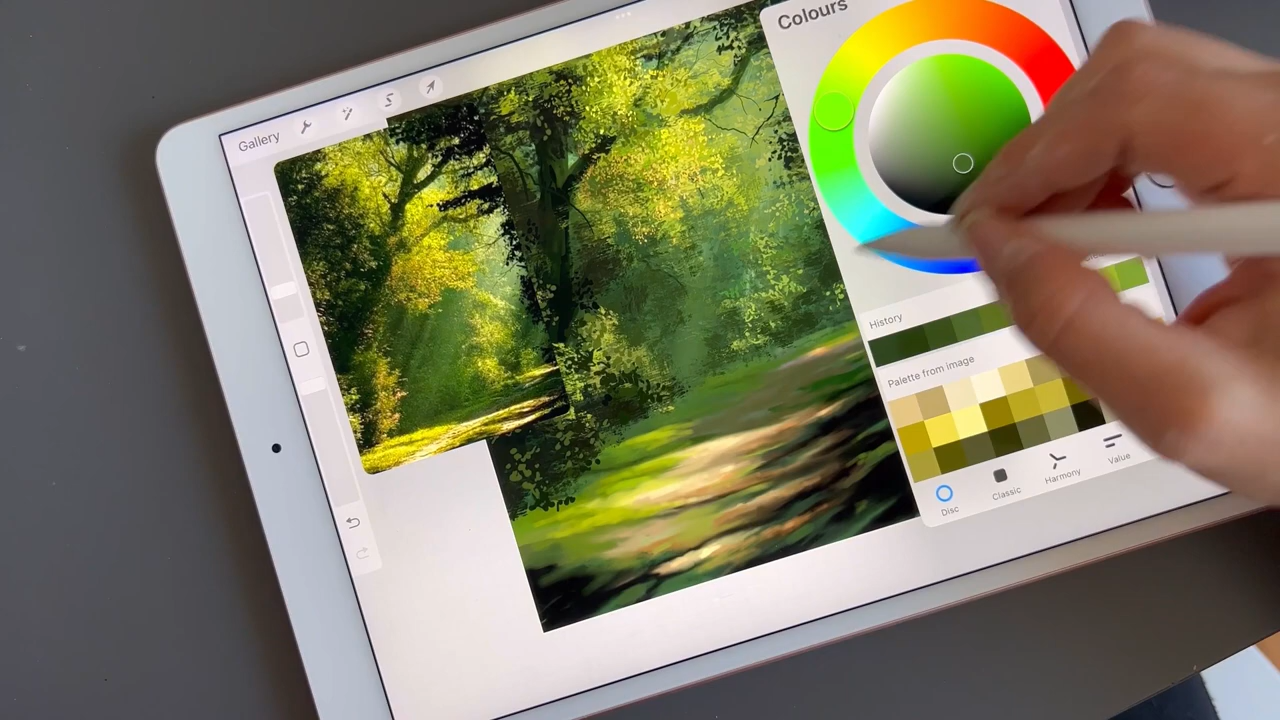 Gallery
Colours
History
Palette from image
Disc
Classic
Harmony
Value